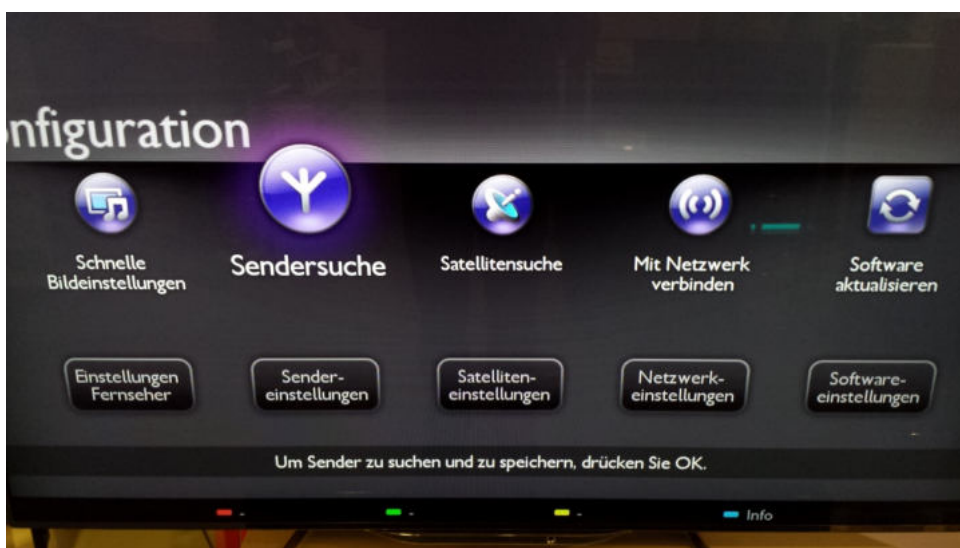 nfiguration
Schnelle
Bildeinstellungen
Sendersuche
Satellitensuche
Mit Netzwerk
verbinden
Software
aktualisieren
Einstellungen
Fernseher
Sender-
einstellungen
Satelliten-
einstellungen
Netzwerk-
einstellungen
Software-
einstellungen
Um Sender zu suchen und zu speichern, drücken Sie OK.
-
-
-
Info